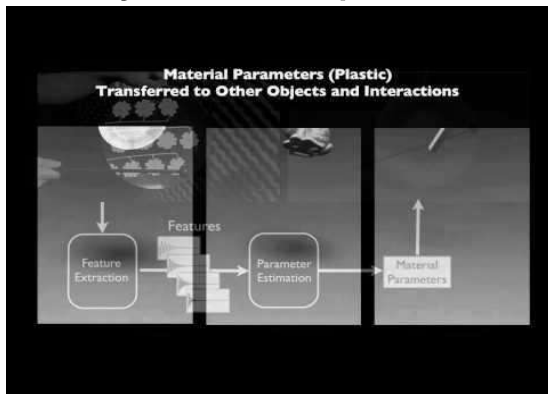 Material Parameters (Plastic)
Transferred to Other Objects and Interactions
Features
Feature
Extraction
Parameter
Estimation
Material
Parameters